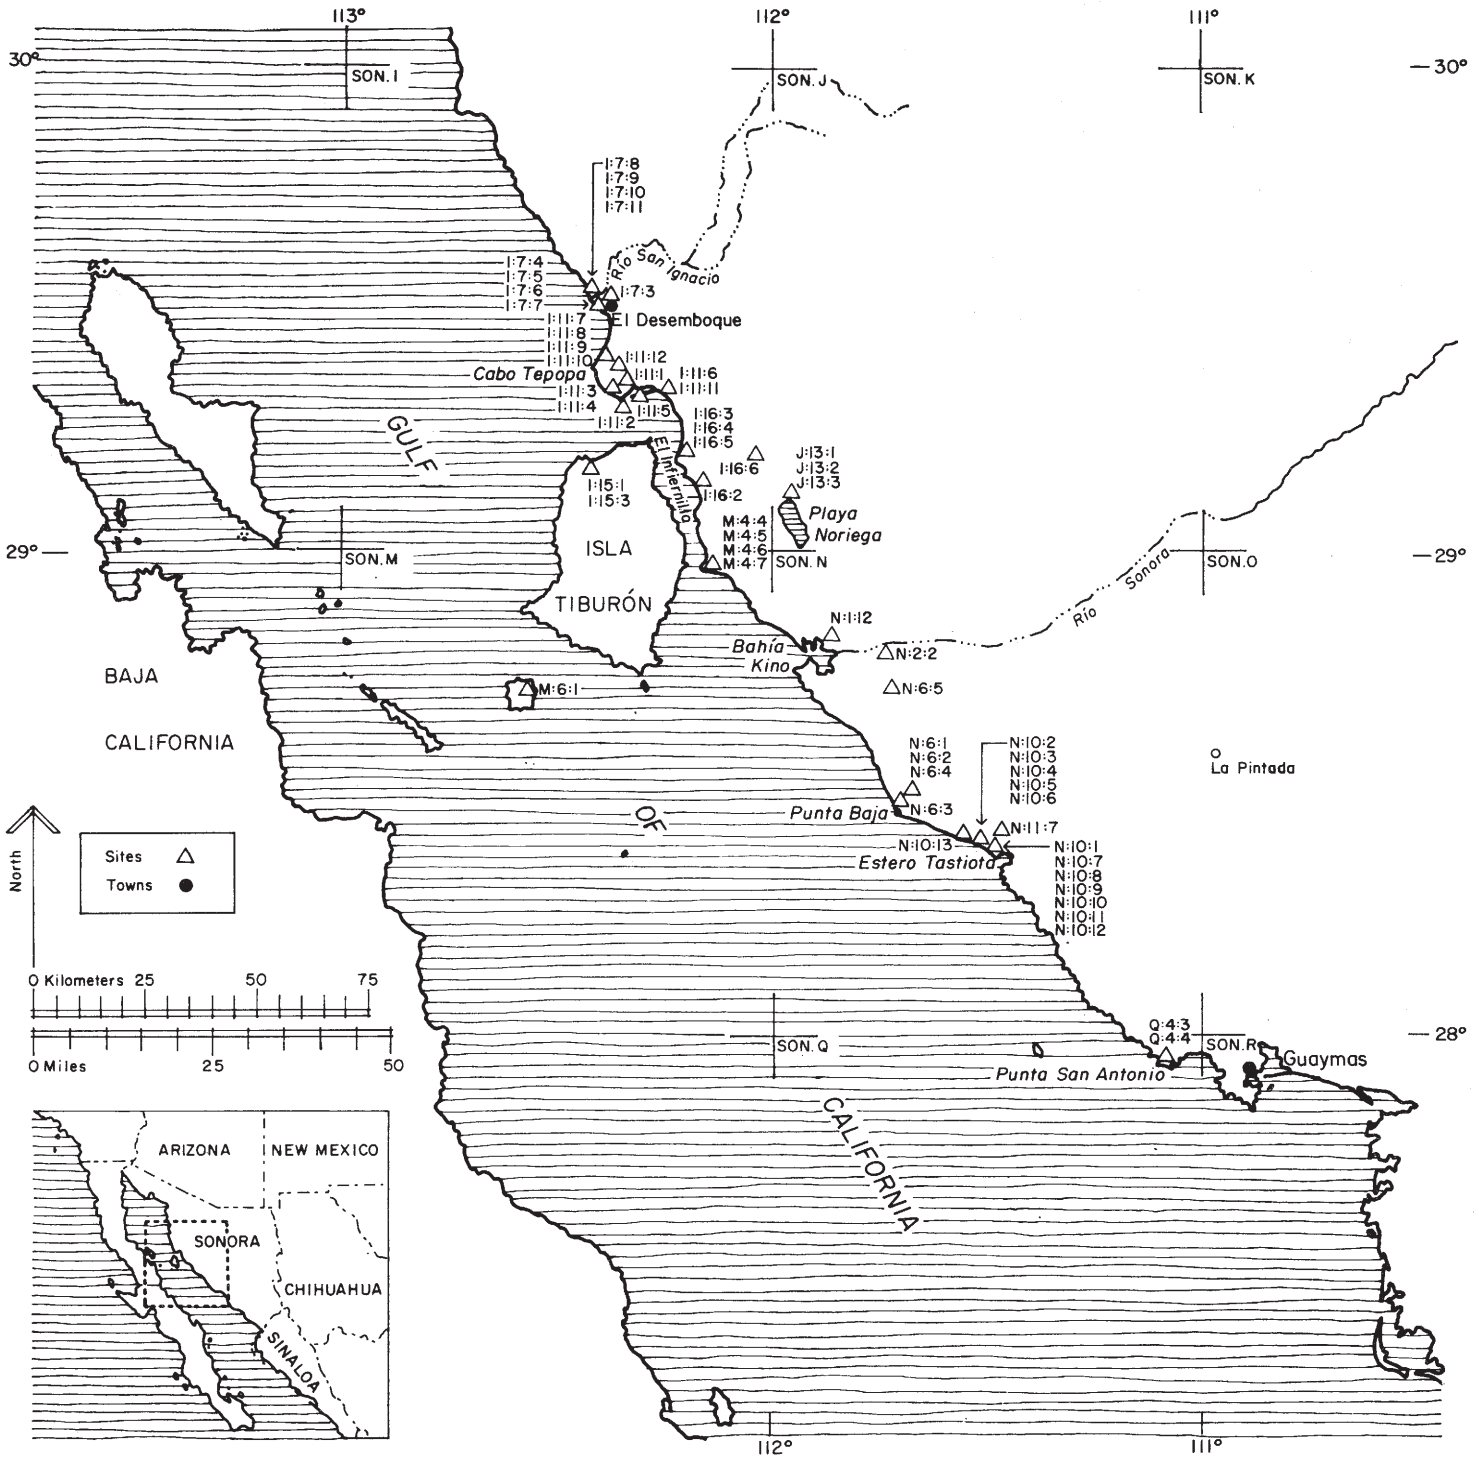 113°
112°
111°
30°
SON. I
SON. J
SON. K
30°
I:7:8
I:7:9
I:7:10
I:7:11
Río San Ignacio
I:7:4
I:7:5
I:7:6
I:7:7
I:7:3
El Desemboque
I:11:7
I:11:8
I:11:9
I:11:10
I:11:12
Cabo Tepopa
I:11:1
I:11:6
I:11:11
I:11:3
I:11:4
I:11:5
I:11:2
I:16:3
I:16:4
I:16:5
GULF
El Infiernillo
I:16:6
I:16:2
J:13:1
J:13:2
J:13:3
I:15:1
I:15:3
Playa
Noriega
M:4:4
M:4:5
M:4:6
M:4:7
29°
SON. M
ISLA
TIBURÓN
SON. N
Río Sonora
SON. O
29°
N:1:12
Bahía
Kino
N:2:2
BAJA
CALIFORNIA
M:6:1
N:6:5
N:6:1
N:6:2
N:6:4
N:10:2
N:10:3
N:10:4
N:10:5
N:10:6
La Pintada
OF
Punta Baja
N:6:3
N:11:7
N:10:13
Estero Tastiota
N:10:1
N:10:7
N:10:8
N:10:9
N:10:10
N:10:11
N:10:12
North
Sites
Towns
0 Kilometers 25 50 75
0 Miles 25 50
SON. Q
Q:4:3
Q:4:4
SON. R
28°
Guaymas
Punta San Antonio
CALIFORNIA
ARIZONA
NEW MEXICO
SONORA
CHIHUAHUA
SINALOA
112°
111°